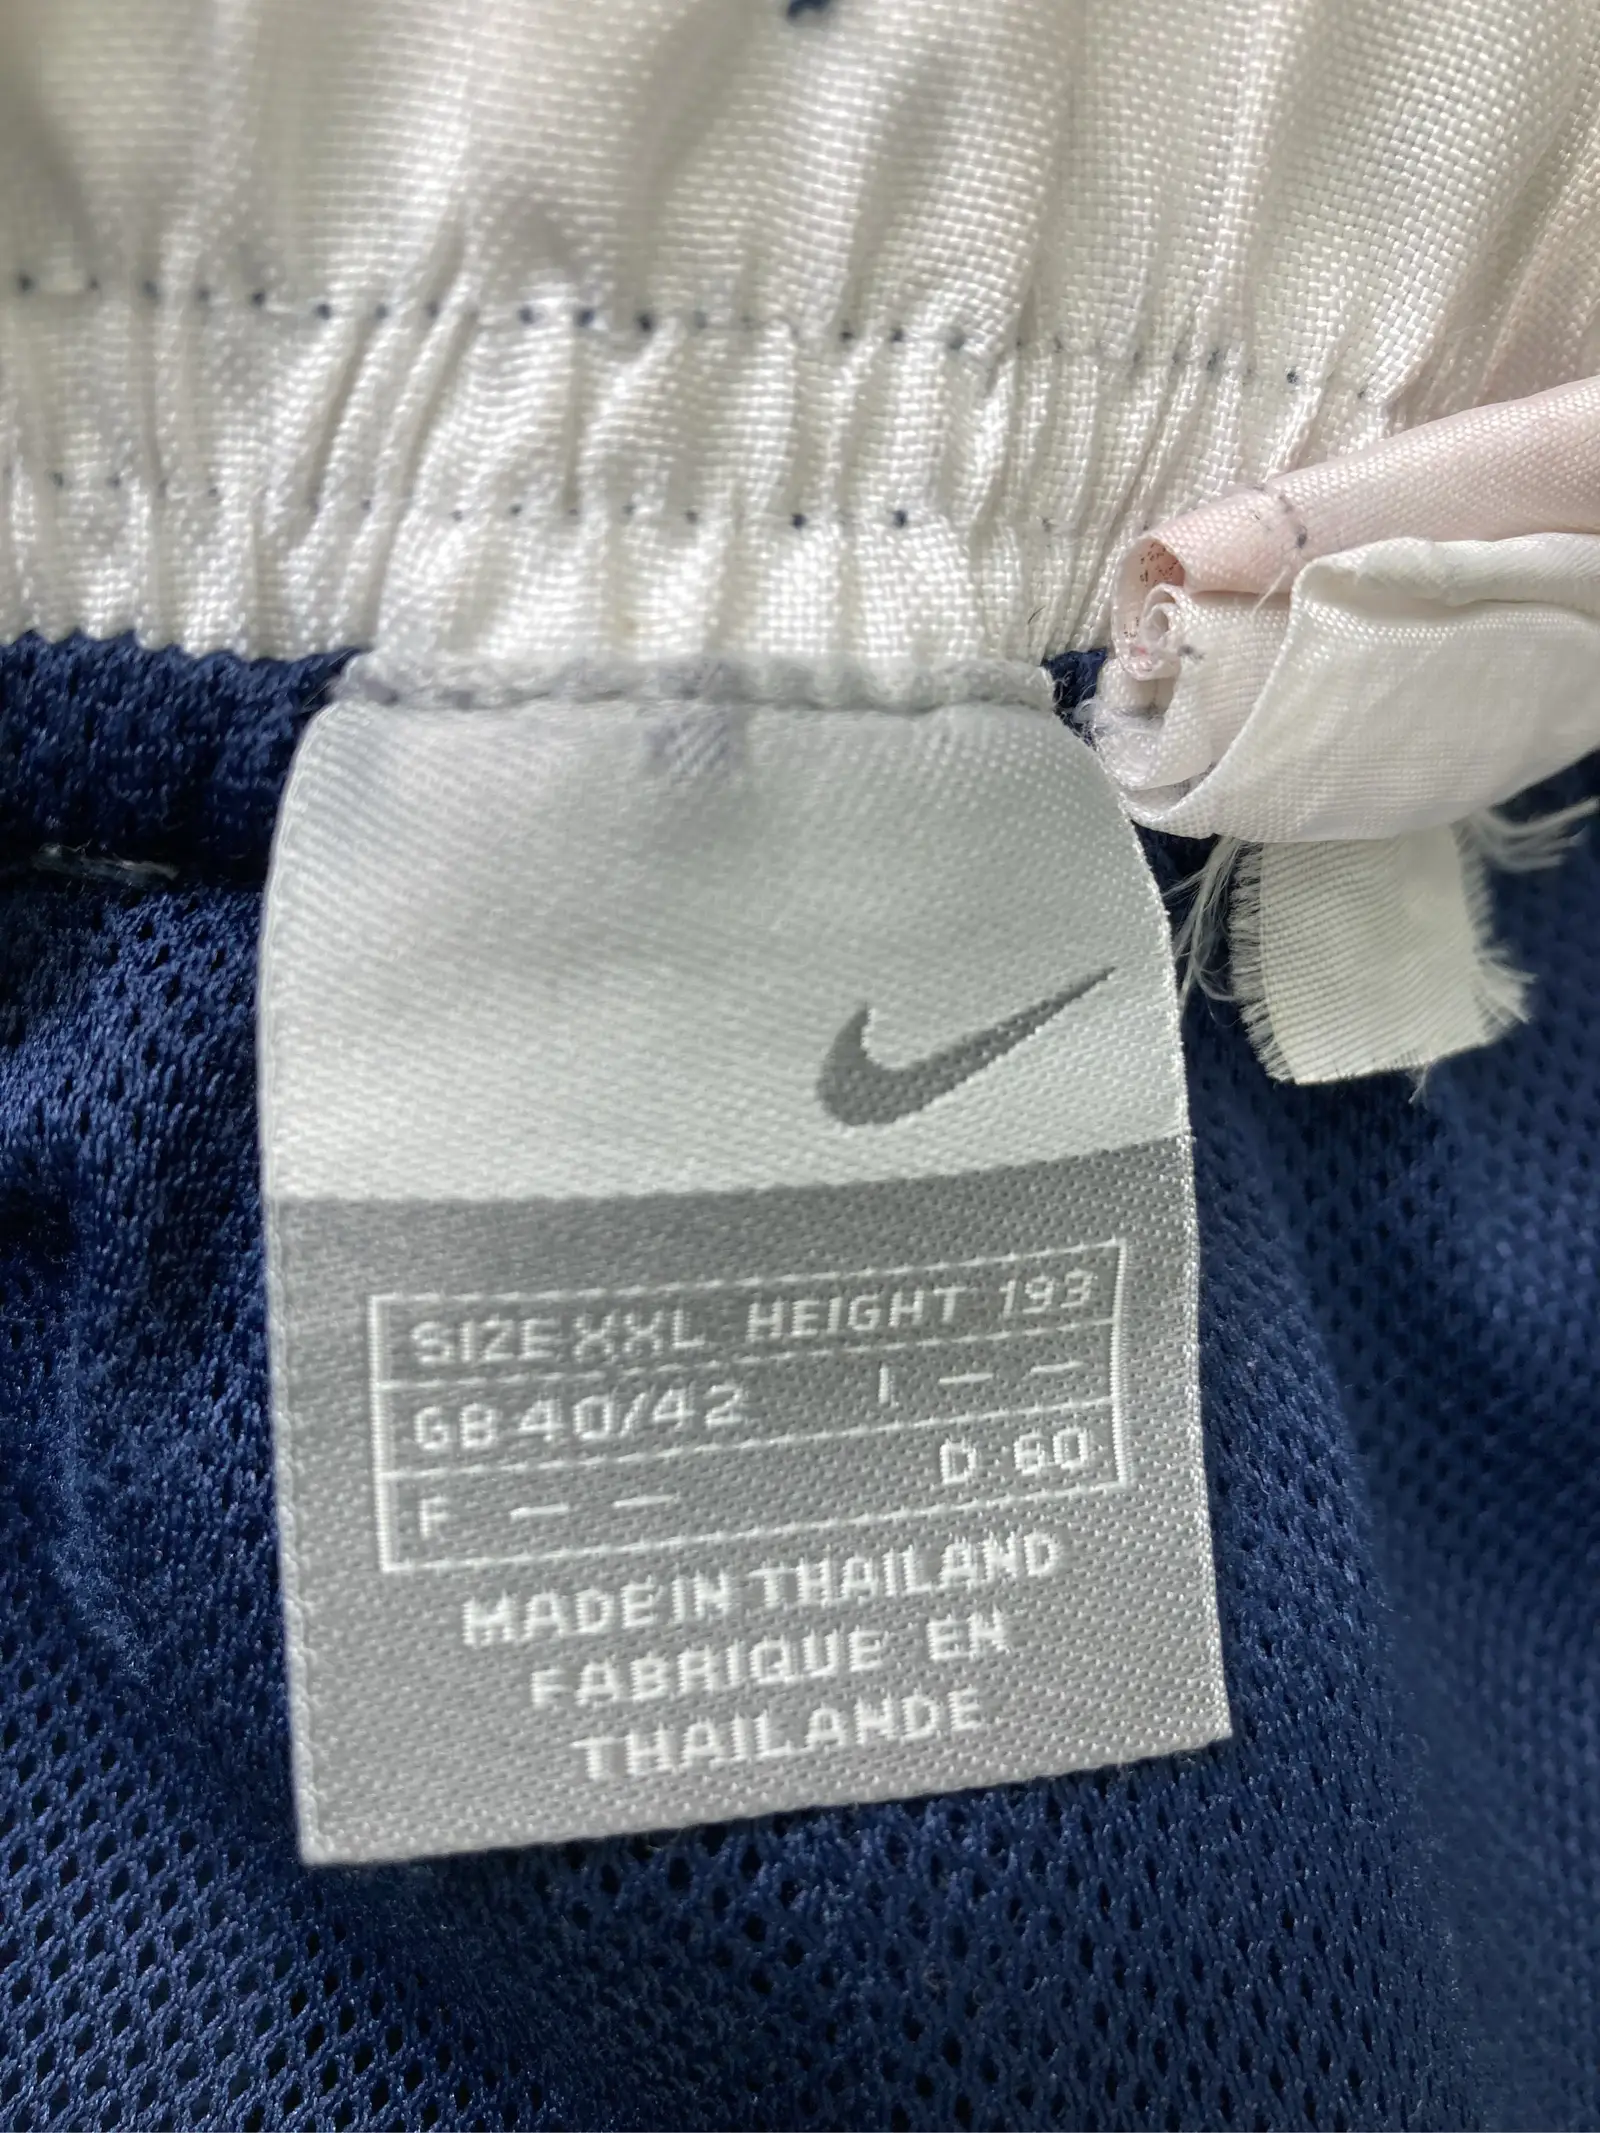 SIZE XXL HEIGHT 193
GB 40/42 I – –
F – – D 60
MADE IN THAILAND
FABRIQUE EN
THAILANDE